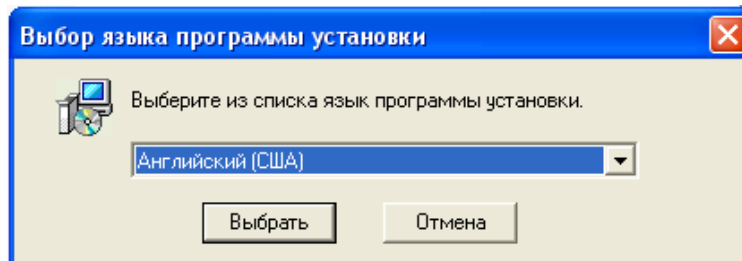 Выбор языка программы установки
Выберите из списка язык программы установки.
Английский (США)
Выбрать Отмена